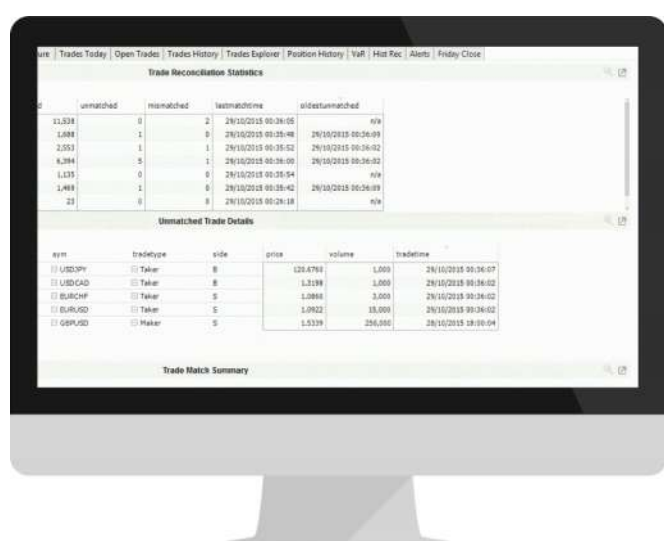 ure Trades Today Open Trades Trades History Trades Explorer Position History VaR Hist Rec Alerts Friday Close
Trade Reconciliation Statistics
d unmatched mismatched lastmatchtime oldestunmatched
11,538 0 2 29/10/2015 00:36:05 n/a
1,688 1 0 29/10/2015 00:35:48 29/10/2015 00:36:09
2,553 1 1 29/10/2015 00:35:52 29/10/2015 00:36:02
6,394 5 1 29/10/2015 00:36:00 29/10/2015 00:36:02
1,135 0 0 29/10/2015 00:35:54 n/a
1,469 1 0 29/10/2015 00:35:42 29/10/2015 00:36:09
23 0 0 29/10/2015 00:26:18 n/a
Unmatched Trade Details
sym tradetype side price volume tradetime
USDJPY Taker B 120.6760 1,000 29/10/2015 00:36:07
USDCAD Taker B 1.3198 1,000 29/10/2015 00:36:02
EURCHF Taker S 1.0860 3,000 29/10/2015 00:36:02
EURUSD Taker S 1.0922 15,000 29/10/2015 00:36:02
GBPUSD Maker S 1.5339 250,000 28/10/2015 19:00:04
Trade Match Summary